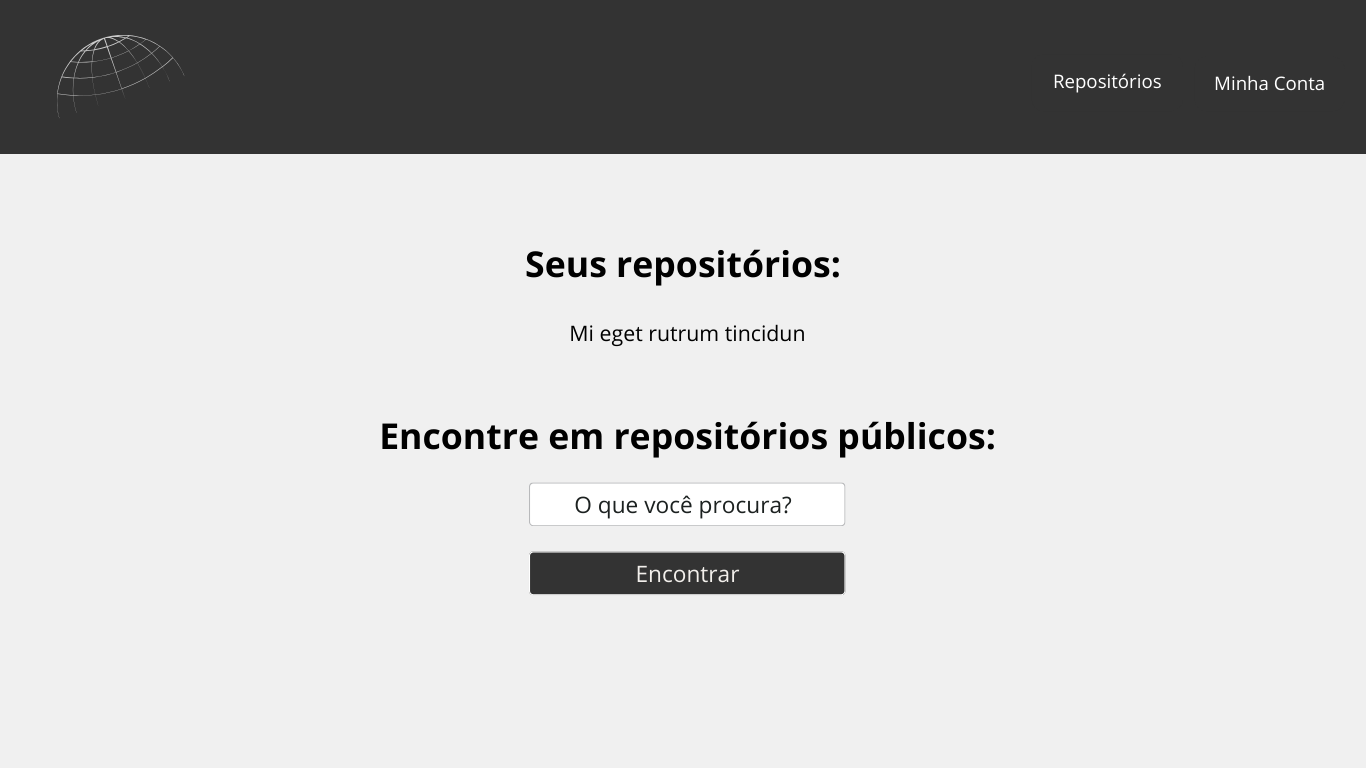 Repositórios
Minha Conta
Seus repositórios:
Mi eget rutrum tincidun
Encontre em repositórios públicos:
O que você procura?
Encontrar